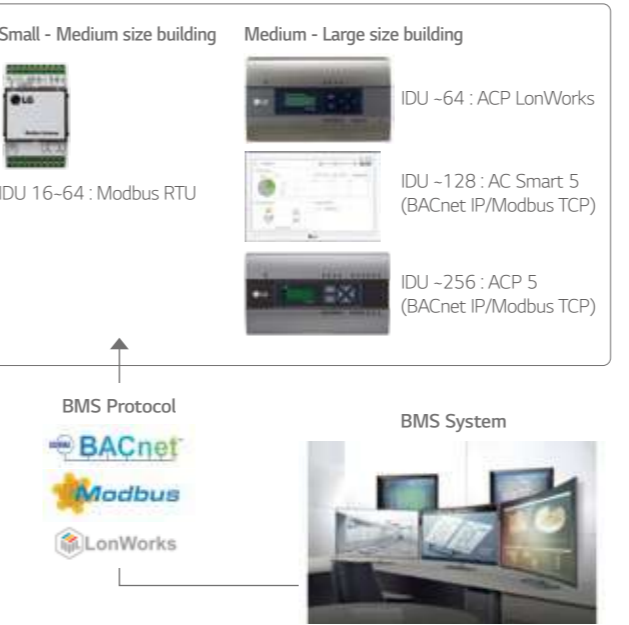 Small - Medium size building
Medium - Large size building
LG
IDU 16~64 : Modbus RTU
IDU ~64 : ACP LonWorks
IDU ~128 : AC Smart 5
(BACnet IP/Modbus TCP)
IDU ~256 : ACP 5
(BACnet IP/Modbus TCP)
BMS Protocol
BACnet
Modbus
LonWorks
BMS System